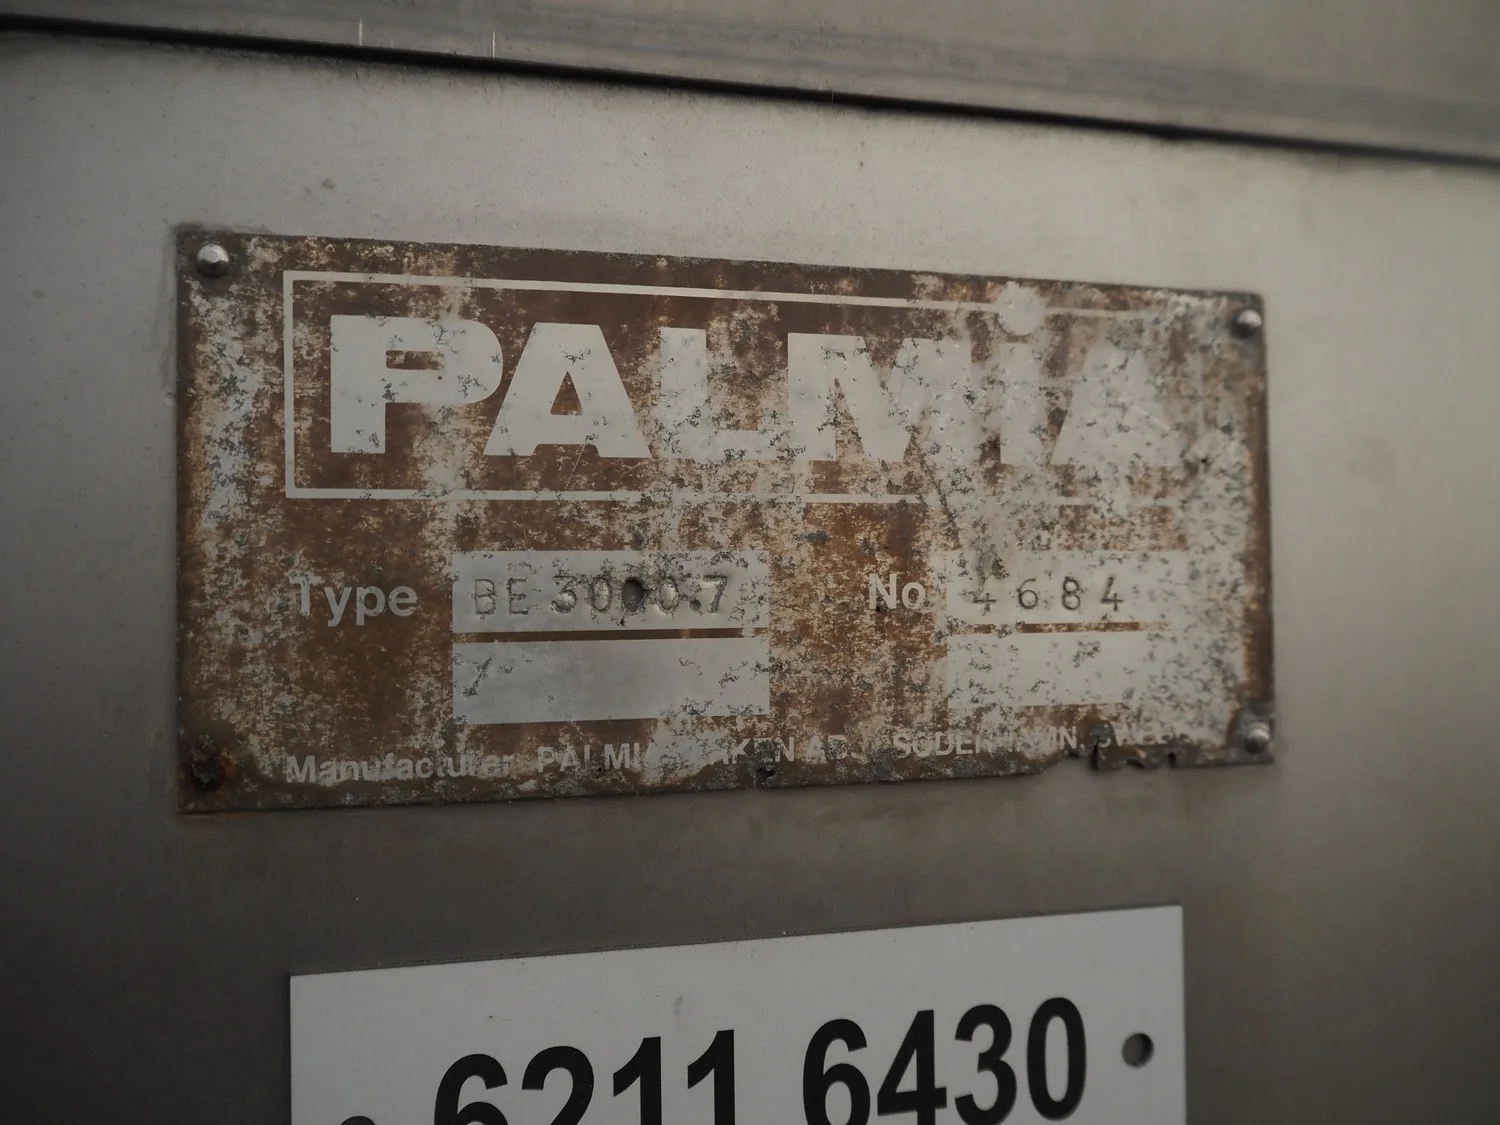 PALMIA
Type BE 3000.7 No 4684
Manufacturer PALMIA
6211 6430